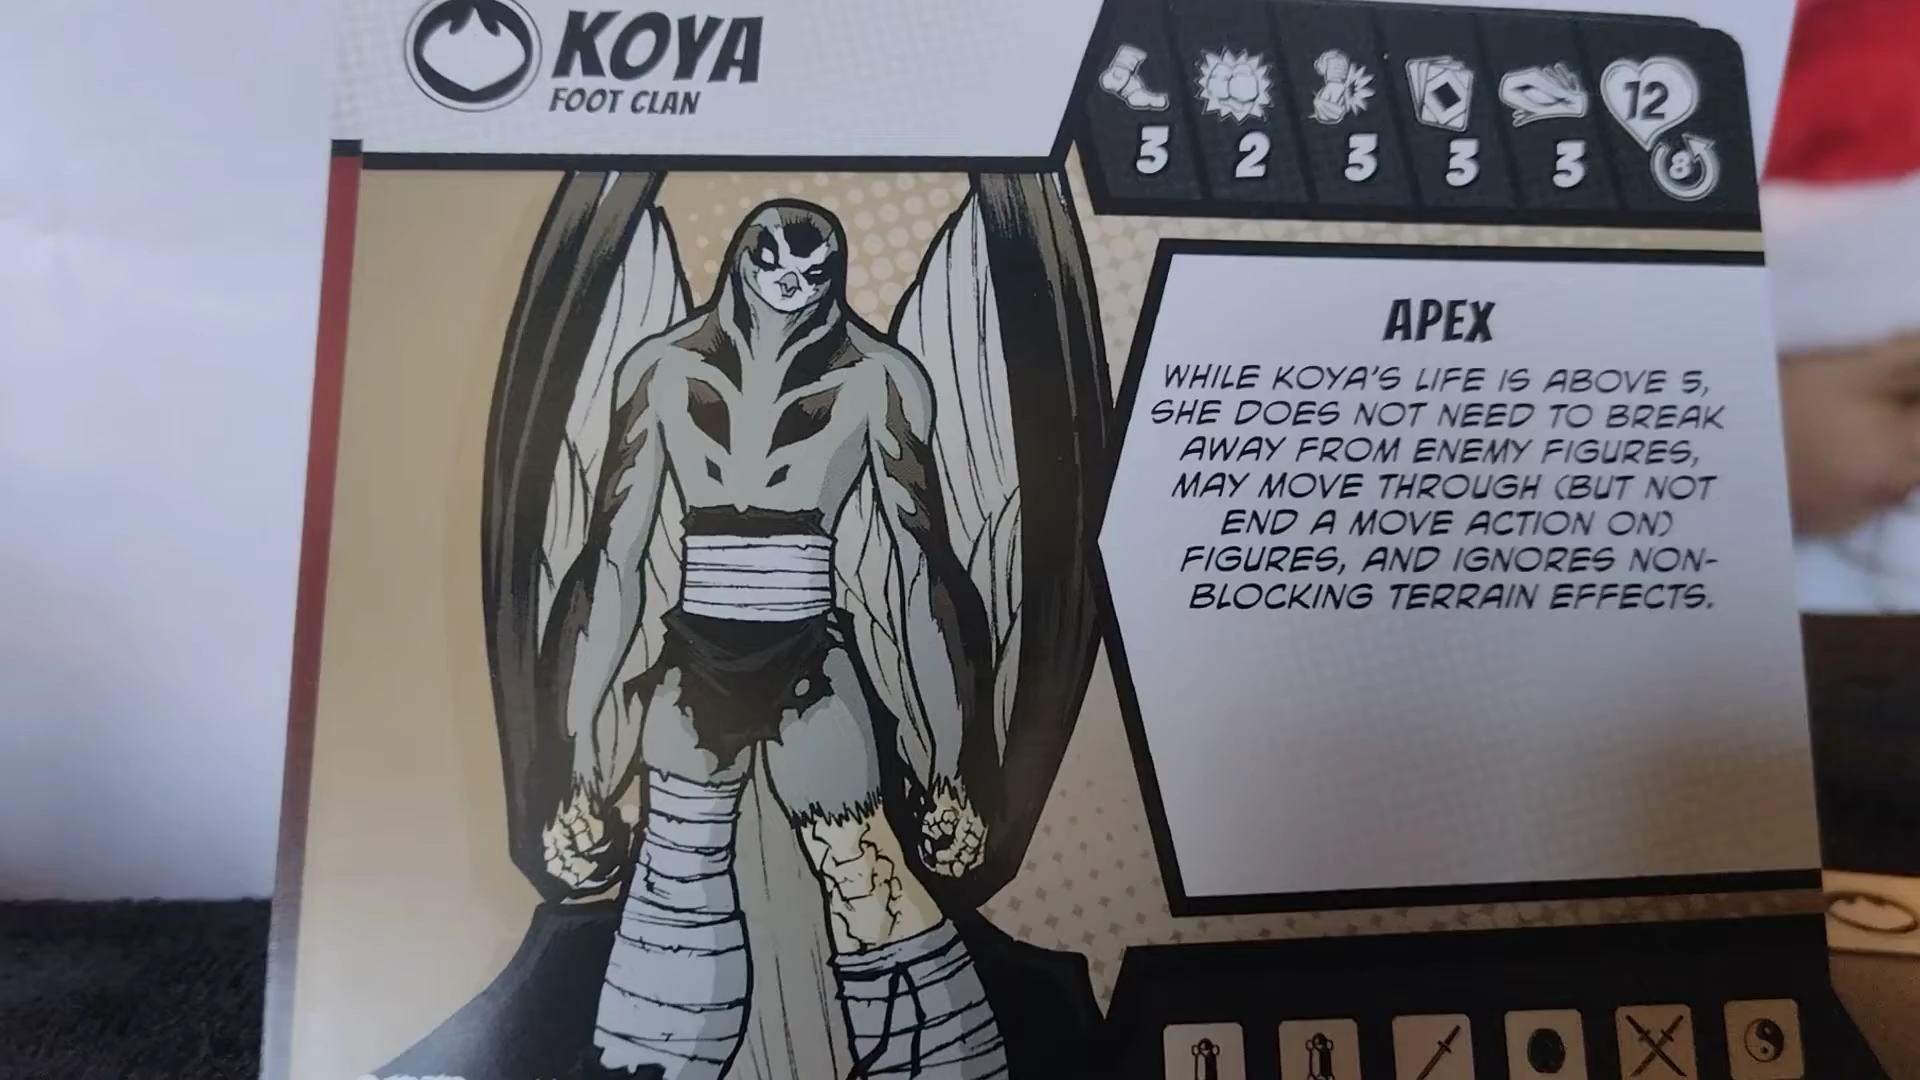 KOYA
FOOT CLAN
3 2 3 3 3 12 8
APEX
WHILE KOYA'S LIFE IS ABOVE 5,
SHE DOES NOT NEED TO BREAK
AWAY FROM ENEMY FIGURES,
MAY MOVE THROUGH (BUT NOT
END A MOVE ACTION ON)
FIGURES, AND IGNORES NON-
BLOCKING TERRAIN EFFECTS.